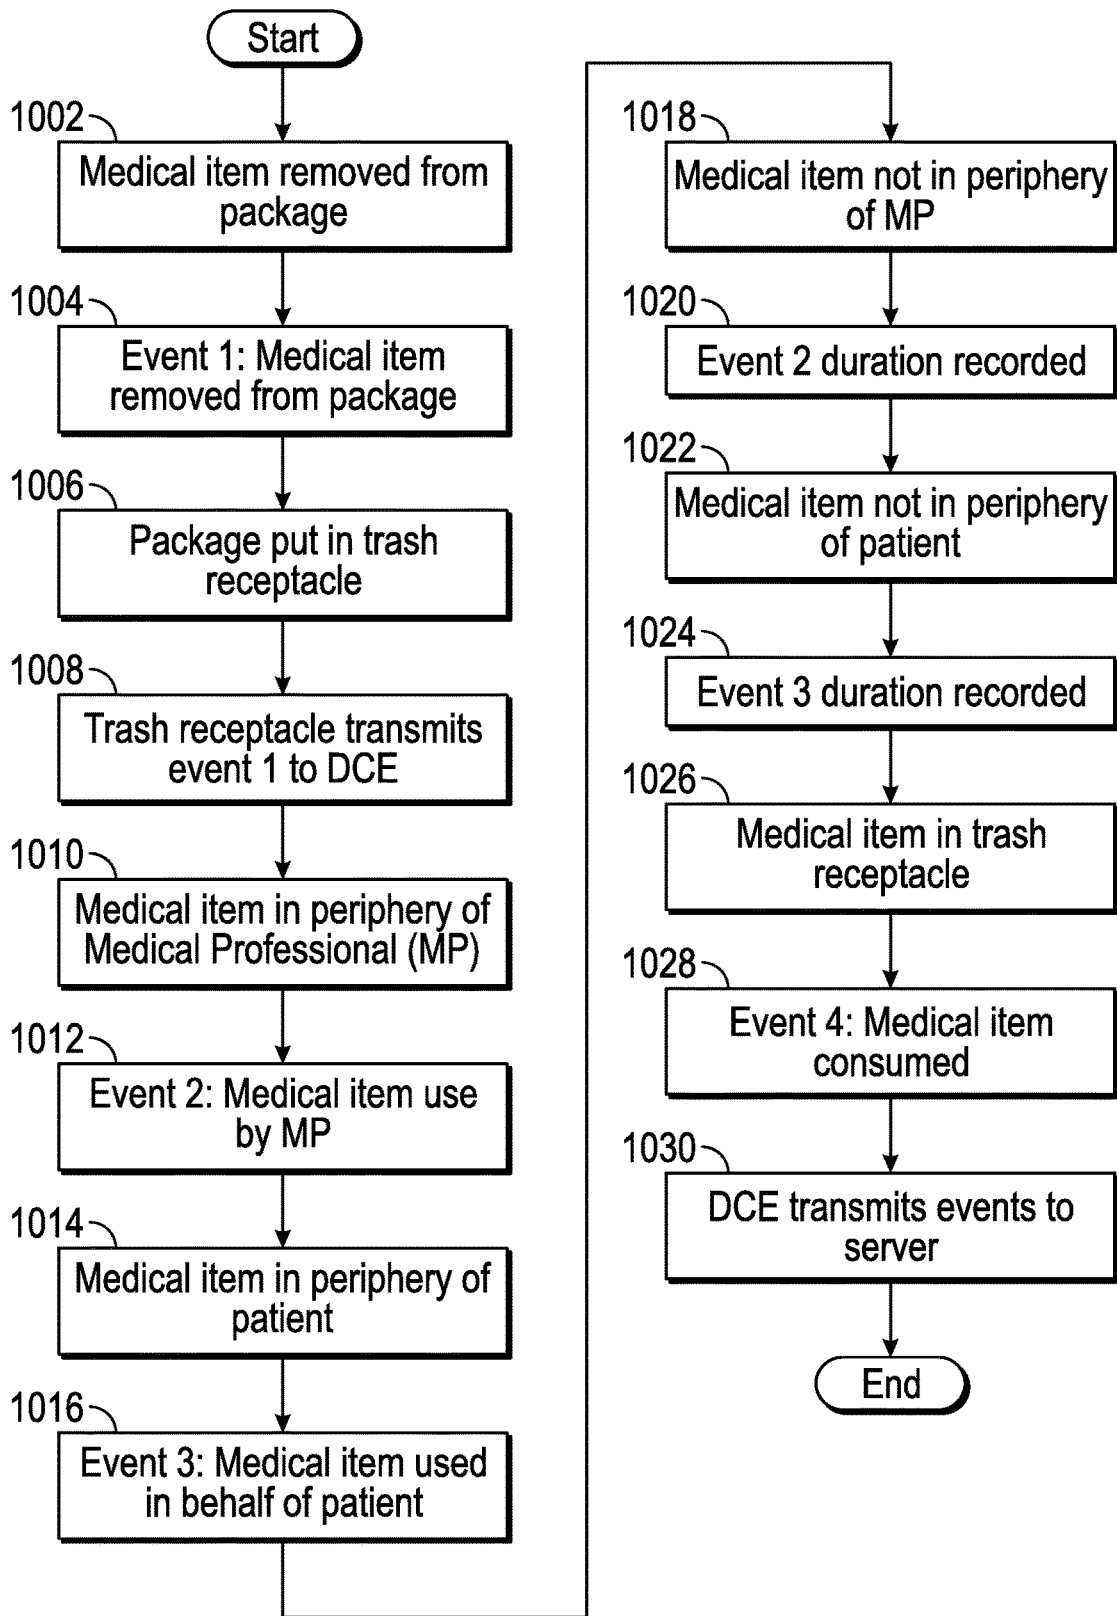 Start
1002
Medical item removed from
package
1004
Event 1: Medical item
removed from package
1006
Package put in trash
receptacle
1008
Trash receptacle transmits
event 1 to DCE
1010
Medical item in periphery of
Medical Professional (MP)
1012
Event 2: Medical item use
by MP
1014
Medical item in periphery of
patient
1016
Event 3: Medical item used
in behalf of patient
1018
Medical item not in periphery
of MP
1020
Event 2 duration recorded
1022
Medical item not in periphery
of patient
1024
Event 3 duration recorded
1026
Medical item in trash
receptacle
1028
Event 4: Medical item
consumed
1030
DCE transmits events to
server
End